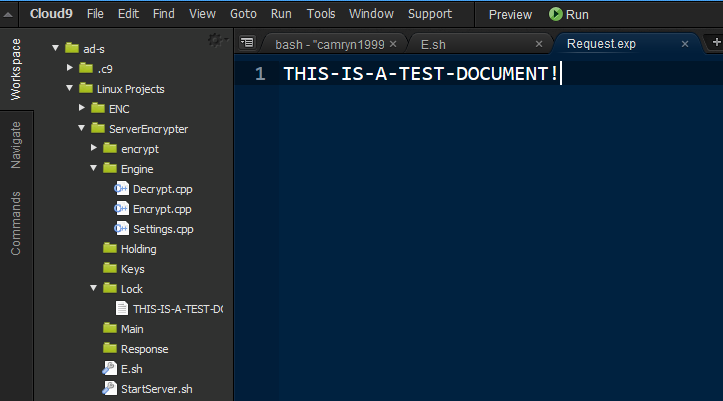 Cloud9 File Edit Find View Goto Run Tools Window Support Preview Run
bash - "camryn1999 E.sh Request.exp
Workspace
Navigate
Commands
ad-s
.c9
Linux Projects
ENC
ServerEncrypter
encrypt
Engine
Decrypt.cpp
Encrypt.cpp
Settings.cpp
Holding
Keys
Lock
THIS-IS-A-TEST-DO
Main
Response
E.sh
StartServer.sh
1 THIS-IS-A-TEST-DOCUMENT!